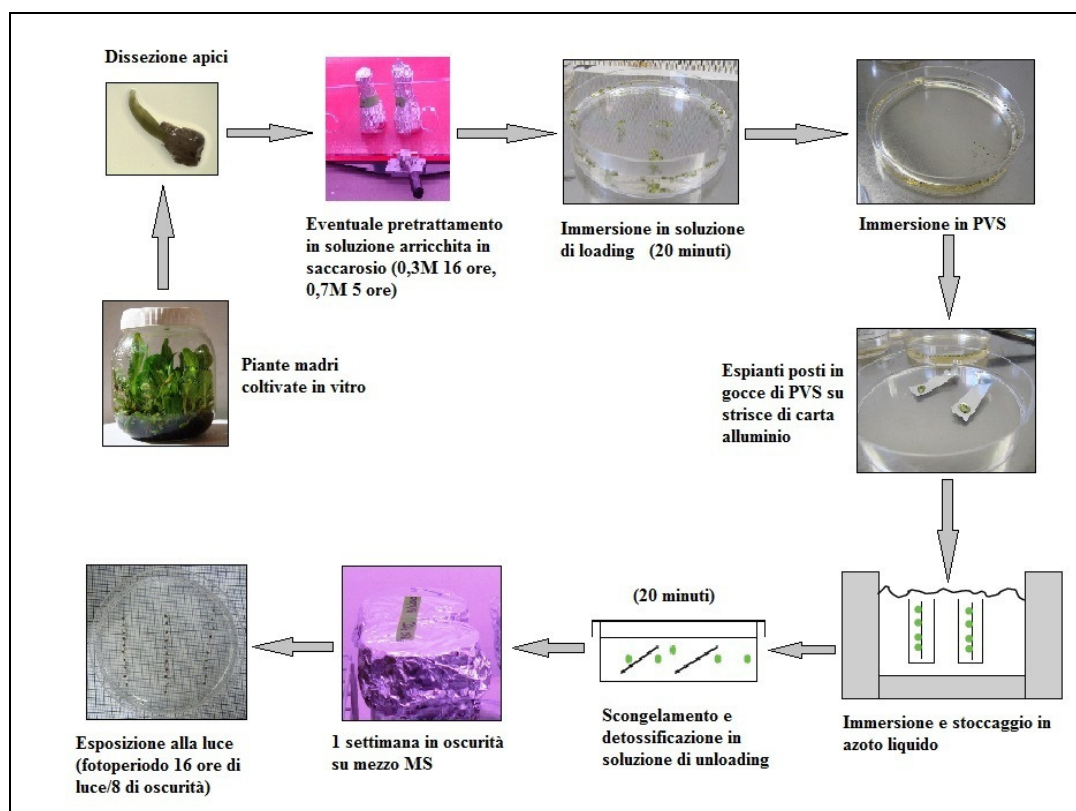 Dissezione apici
Eventuale pretrattamento
in soluzione arricchita in
saccarosio (0,3M 16 ore,
0,7M 5 ore)
Immersione in soluzione
di loading (20 minuti)
Immersione in PVS
Piante madri
coltivate in vitro
Espianti posti in
gocce di PVS su
strisce di carta
alluminio
Immersione e stoccaggio in
azoto liquido
(20 minuti)
Scongelamento e
detossificazione in
soluzione di unloading
1 settimana in oscurità
su mezzo MS
Esposizione alla luce
(fotoperiodo 16 ore di
luce/8 di oscurità)